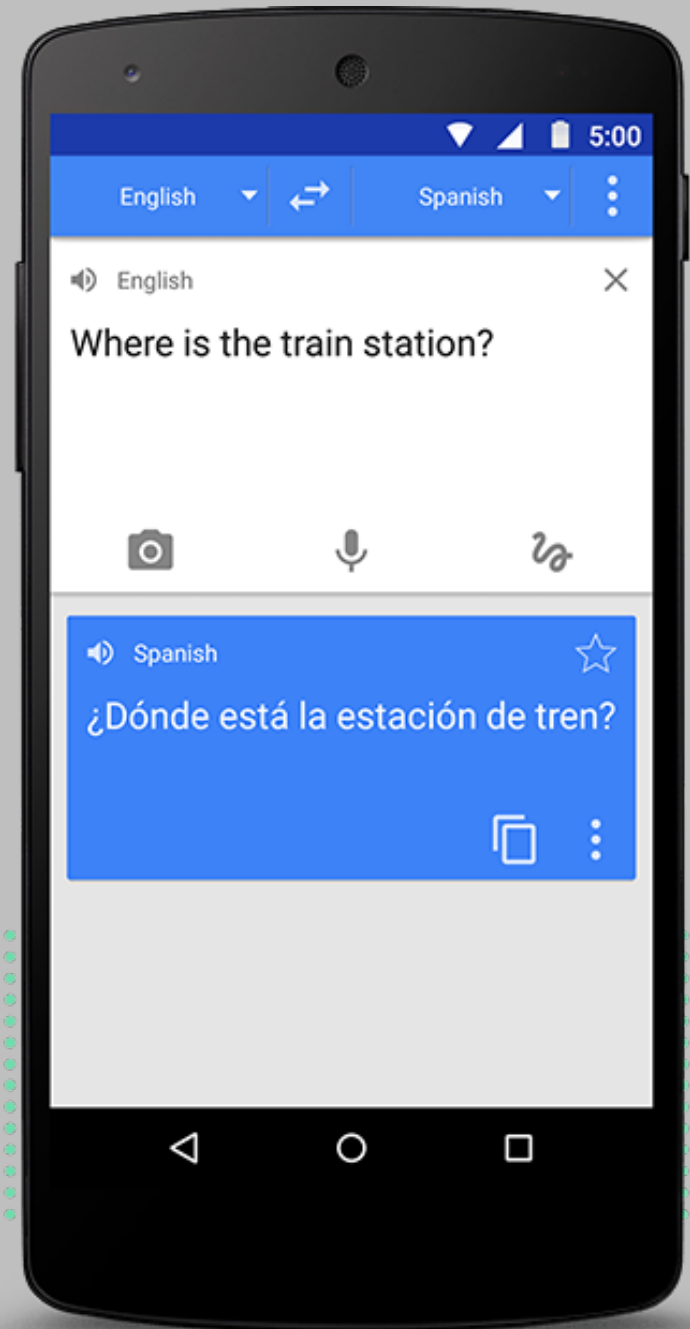 5:00
English Spanish
English
Where is the train station?
Spanish
¿Dónde está la estación de tren?